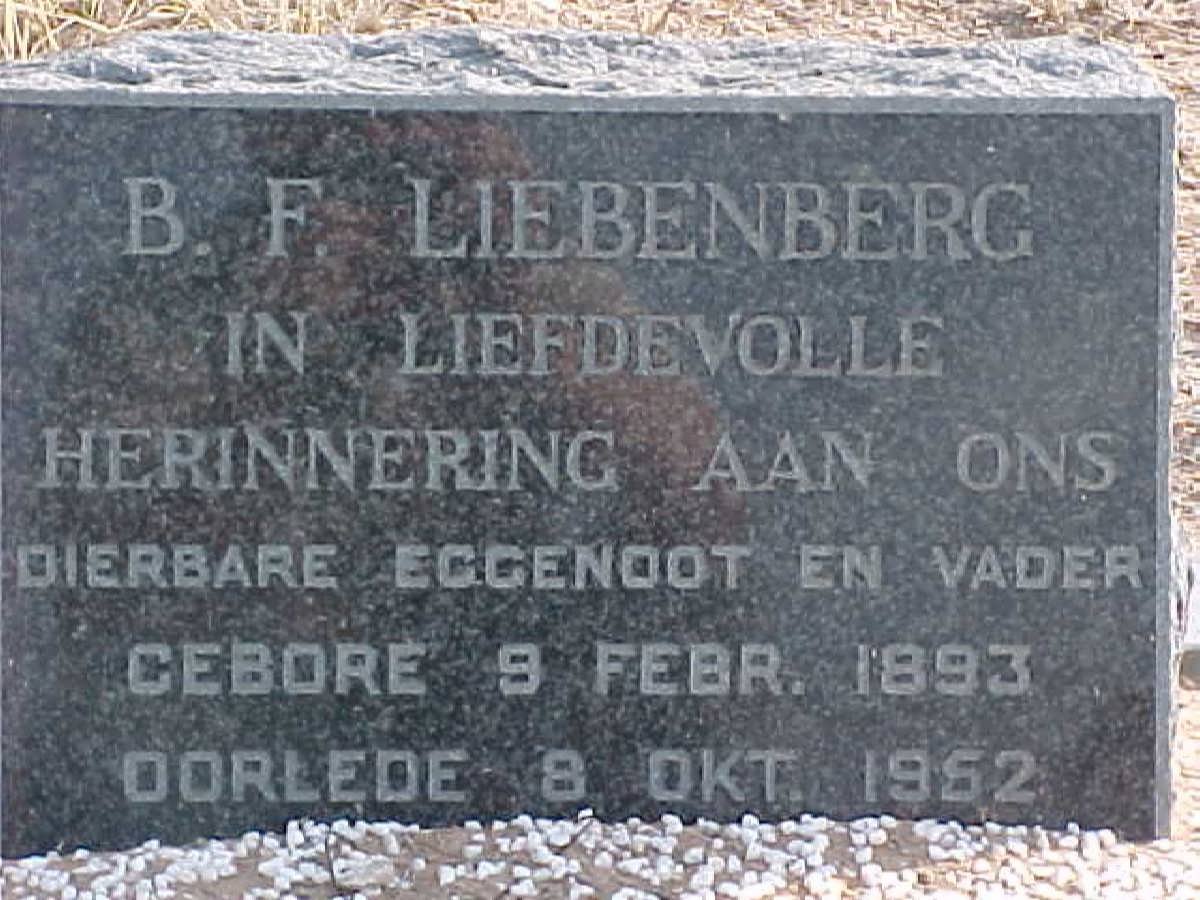 B. F. LIEBENBERG
IN LIEFDEVOLLE
HERINNERING AAN ONS
DIERBARE EGGENOOT EN VADER
GEBORE 9 FEBR. 1893
OORLEDE 8 OKT. 1952